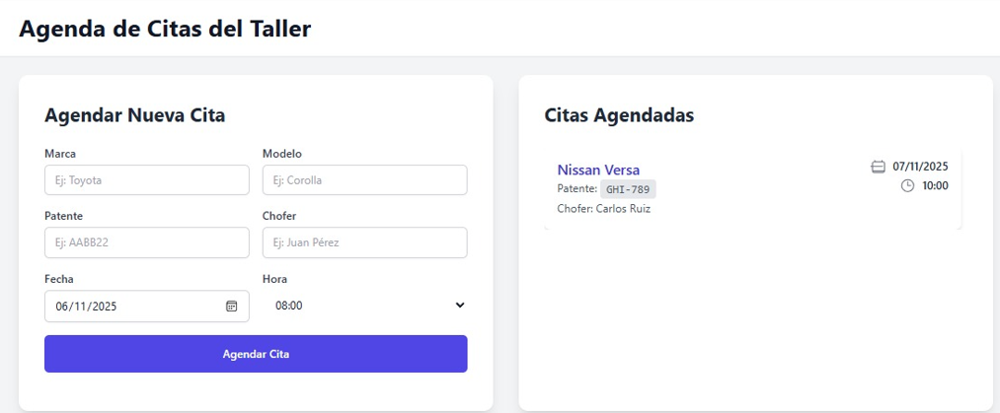 Agenda de Citas del Taller
Agendar Nueva Cita
Marca
Modelo
Ej: Toyota
Ej: Corolla
Patente
Chofer
Ej: AABB22
Ej: Juan Pérez
Fecha
Hora
06/11/2025
08:00
Agendar Cita
Citas Agendadas
Nissan Versa
07/11/2025
Patente: GHI-789
10:00
Chofer: Carlos Ruiz